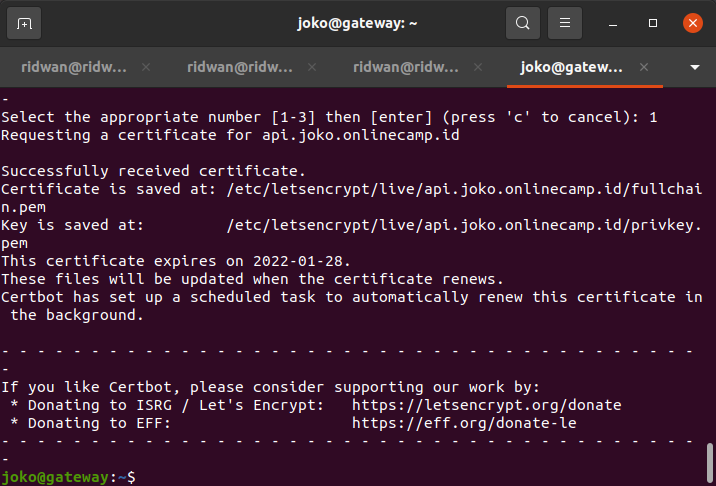 joko@gateway: ~
ridwan@ridw... × ridwan@ridw... × ridwan@ridw... × joko@gatew... ×
-
Select the appropriate number [1-3] then [enter] (press 'c' to cancel): 1
Requesting a certificate for api.joko.onlinecamp.id
Successfully received certificate.
Certificate is saved at: /etc/letsencrypt/live/api.joko.onlinecamp.id/fullchai
n.pem
Key is saved at:         /etc/letsencrypt/live/api.joko.onlinecamp.id/privkey.
pem
This certificate expires on 2022-01-28.
These files will be updated when the certificate renews.
Certbot has set up a scheduled task to automatically renew this certificate in
 the background.
- - - - - - - - - - - - - - - - - - - - - - - - - - - - - - - - - - - - - - -
-
If you like Certbot, please consider supporting our work by:
 * Donating to ISRG / Let's Encrypt:   https://letsencrypt.org/donate
 * Donating to EFF:                    https://eff.org/donate-le
- - - - - - - - - - - - - - - - - - - - - - - - - - - - - - - - - - - - - - -
-
joko@gateway:~$